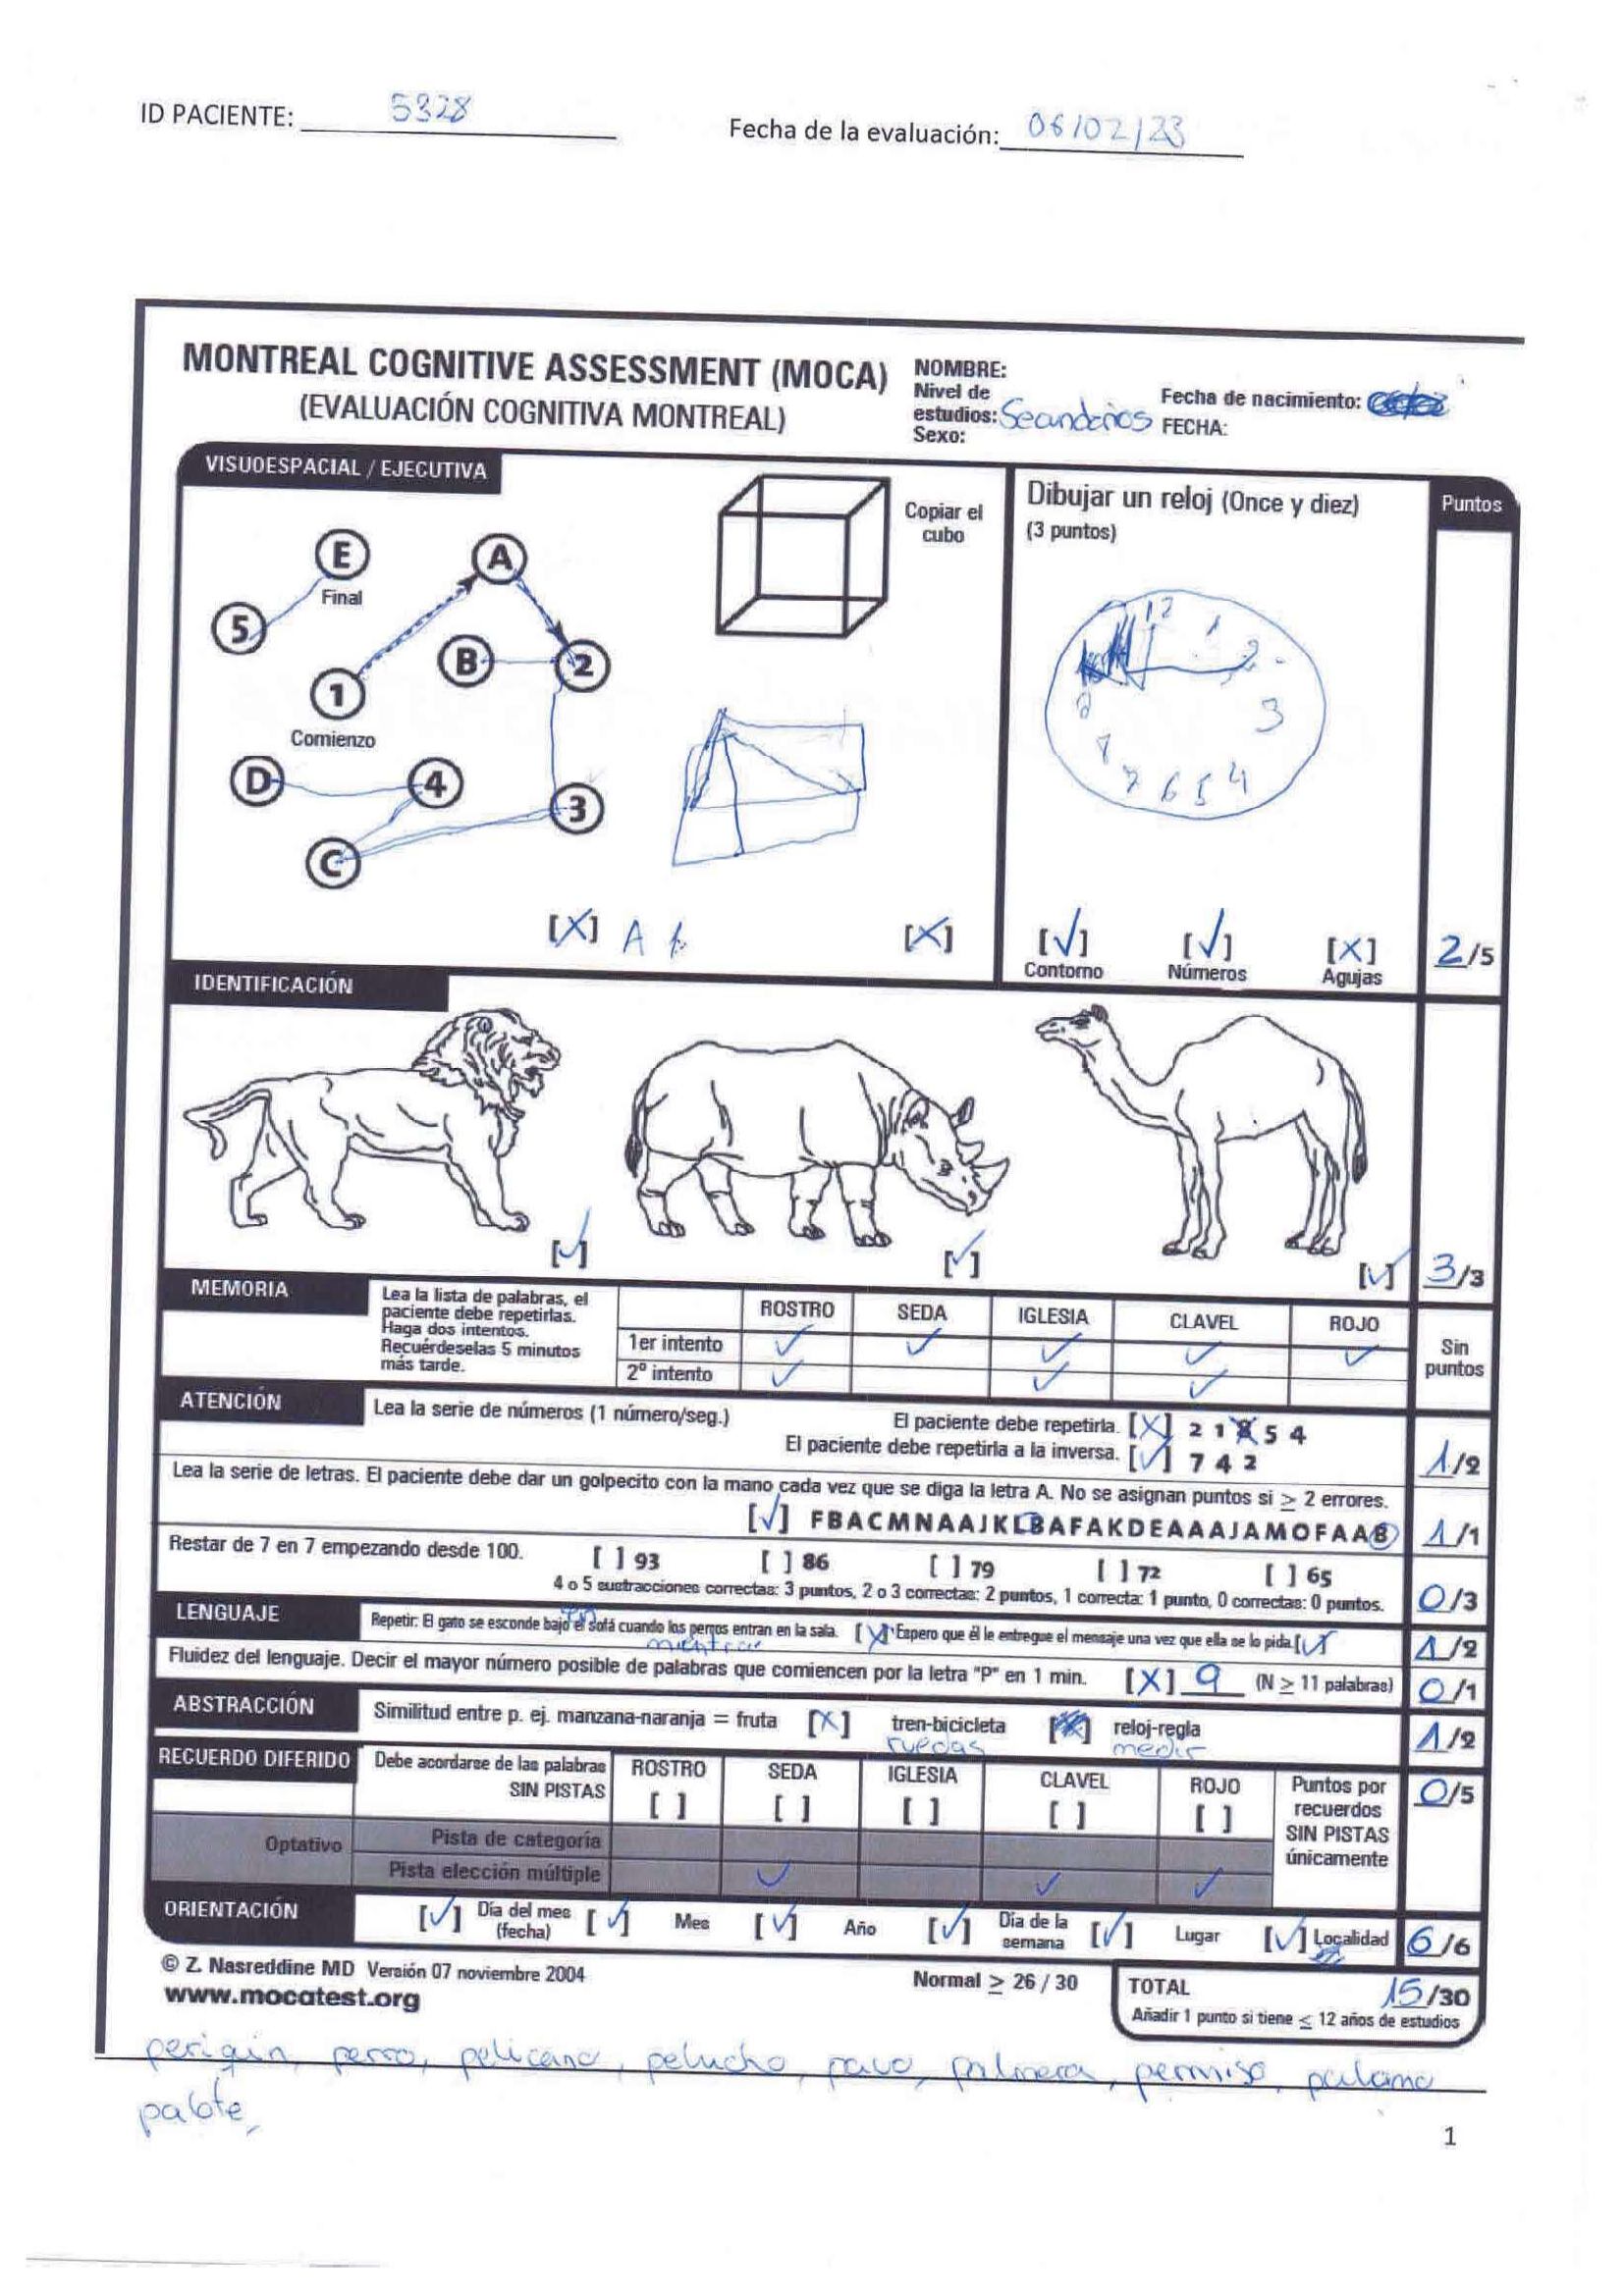 ID PACIENTE: 5328
Fecha de la evaluación: 06/02/23
MONTREAL COGNITIVE ASSESSMENT (MOCA)
(EVALUACIÓN COGNITIVA MONTREAL)
NOMBRE:
Nivel de
estudios: Secundarios
Sexo:
Fecha de nacimiento:
FECHA:
VISUOESPACIAL / EJECUTIVA
E
Final
A
5
B
2
1
Comienzo
D
4
3
C
[X] A
Copiar el
cubo
[X]
Dibujar un reloj (Once y diez)
(3 puntos)
12
1
2
3
4
5
6
7
8
[✓]
Contorno
[✓]
Números
[X]
Agujas
Puntos
2/5
IDENTIFICACIÓN
[✓] [✓] [✓] 3/3
MEMORIA
Lea la lista de palabras, el
paciente debe repetirlas.
Haga dos intentos.
Recuérdeselas 5 minutos
más tarde.
ROSTRO SEDA IGLESIA CLAVEL ROJO
1er intento ✓ ✓ ✓ ✓ ✓
2º intento ✓ ✓ ✓
Sin
puntos
ATENCIÓN
Lea la serie de números (1 número/seg.)
El paciente debe repetirla. [X] 2 1 8 5 4
El paciente debe repetirla a la inversa. [✓] 7 4 2
1/2
Lea la serie de letras. El paciente debe dar un golpecito con la mano cada vez que se diga la letra A. No se asignan puntos si ≥ 2 errores.
[✓] FBACMNAAJKLBAFAKDEAAAJAMOFAAB 1/1
Restar de 7 en 7 empezando desde 100. [ ] 93 [ ] 86 [ ] 79 [ ] 72 [ ] 65
4 o 5 sustracciones correctas: 3 puntos, 2 o 3 correctas: 2 puntos, 1 correcta: 1 punto, 0 correctas: 0 puntos. 0/3
LENGUAJE
en
Repetir: El gato se esconde bajo el sofá cuando los perros entran en la sala. [X] Espero que él le entregue el mensaje una vez que ella se lo pida. [✓] 1/2
mientras
Fluidez del lenguaje. Decir el mayor número posible de palabras que comiencen por la letra "P" en 1 min. [X] 9 (N ≥ 11 palabras) 0/1
ABSTRACCIÓN
Similitud entre p. ej. manzana-naranja = fruta [X] tren-bicicleta [ ] reloj-regla 1/2
ruedas medir
RECUERDO DIFERIDO
Debe acordarse de las palabras
SIN PISTAS
ROSTRO SEDA IGLESIA CLAVEL ROJO
[ ] [ ] [ ] [ ] [ ]
Puntos por
recuerdos
SIN PISTAS
únicamente
0/5
Optativo
Pista de categoría
Pista elección múltiple ✓ ✓ ✓
ORIENTACIÓN
[✓] Día del mes
(fecha)
[✓] Mes [✓] Año [✓] Día de la
semana
[✓] Lugar [✓] Localidad 6/6
© Z. Nasreddine MD Versión 07 noviembre 2004
www.mocatest.org
Normal ≥ 26 / 30
TOTAL 15/30
Añadir 1 punto si tiene ≤ 12 años de estudios
perigin, perro, pelicano, pelucho, pavo, palmera, permiso, paloma
palote,
1